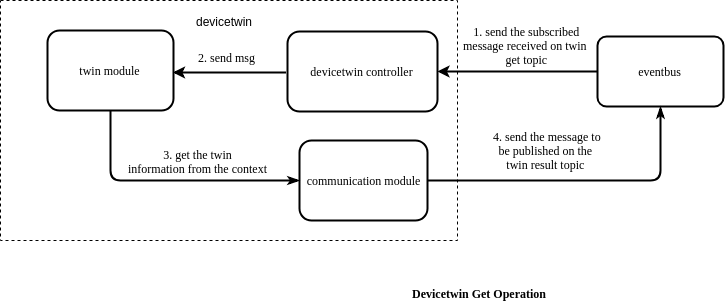 devicetwin
1. send the subscribed
message received on twin
get topic
2. send msg
twin module
devicetwin controller
eventbus
3. get the twin
information from the context
communication module
4. send the message to
be published on the
twin result topic
Devicetwin Get Operation